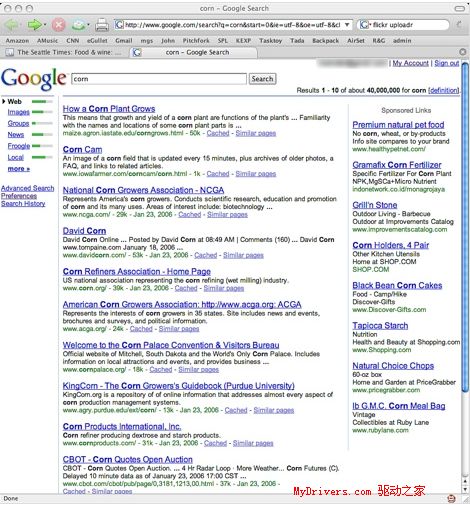 corn - Google Search
http://www.google.com/search?q=corn&start=0&ie=utf-8&oe=utf-8&cl
flickr uploadr
Amazon AMusic CNN eGullet Gmail mgs John Pitchfork SPL KEXP Tasktoy Tada Backpack AirSet R&G admin
The Seattle Times: Food & wine: ...
corn - Google Search
My Account | Sign out
Google
corn
Search
Results 1 - 10 of about 40,000,000 for corn [definition].
Web
Images
Groups
News
Froogle
Local
more »
Advanced Search
Preferences
Search History
How a Corn Plant Grows
This means that growth and yield of a corn plant are functions of the plant's ... Familiarity
with the names and locations of some corn plant parts is ...
maize.agron.iastate.edu/corngrows.html - 50k - Cached - Similar pages
Corn Cam
An image of a corn field that is updated every 15 minutes, plus archives of older photos, a
FAQ, and links to related articles.
www.iowafarmer.com/corncam/corn.html - 1k - Cached - Similar pages
National Corn Growers Association - NCGA
Represents America's corn growers. Conducts scientific research, education and promotion
of corn and its many uses. Areas of interest include: biotechnology ...
www.ncga.com/ - 29k - Jan 23, 2006 - Cached - Similar pages
David Corn
David Corn Online ... Posted by David Corn at 08:49 AM | Comments (160) ... David Corn
www.tompaine.com January 18, 2006 ...
www.davidcorn.com/ - 53k - Jan 23, 2006 - Cached - Similar pages
Corn Refiners Association - Home Page
US national association representing the corn refining (wet milling) industry.
www.corn.org/ - 39k - Jan 23, 2006 - Cached - Similar pages
American Corn Growers Association: http://www.acga.org: ACGA
Represents the interests of corn growers in 35 states. Site includes news and events,
brochures and surveys, and political information.
www.acga.org/ - 24k - Cached - Similar pages
Welcome to the Corn Palace Convention & Visitors Bureau
Official website of Mitchell, South Dakota and the World's Only Corn Palace. Includes
information on local attractions and events, and provides business ...
www.cornpalace.org/ - 18k - Cached - Similar pages
KingCorn - The Corn Growers's Guidebook (Purdue University)
KingCorn.org is a repository of of online information that addresses almost every aspect of
corn production management systems.
www.agry.purdue.edu/ext/corn/ - 13k - Jan 23, 2006 - Cached - Similar pages
Corn Products International, Inc.
Corn refiner producing dextrose and starch products.
www.cornproducts.com/ - 31k - Jan 23, 2006 - Cached - Similar pages
CBOT - Corn Quotes Open Auction
CBOT - Corn Quotes Open Auction. ... 4 Hr Radar Loop · More Weather... Corn Futures (C).
Delayed 10 minute data as of January 23, 2006 17:00 CST ...
www.cbot.com/cbot/pub/page/0,3181,1213,00.html - 37k - Jan 23, 2006 -
Sponsored Links
Premium natural pet food
No corn, wheat, or by-products
Info site comparing to your brand
www.healthypetnet.com/
Gramafix Corn Fertilizer
Specific Fertilizer For Corn Plant
NPK,MgSCa+Micro Nutrient
indonetwork.co.id/monagrojaya
Grill'n Stone
Outdoor Living - Barbecue
Outdoor at Improvements Catalog
www.improvementscatalog.com
Corn Holders, 4 Pair
Other Kitchen Utensils
Home at SHOP.COM
SHOP.COM
Black Bean Corn Cakes
Food - Camp/Hike
Discover-Gifts
www.Discover-Gifts.com
Tapioca Starch
Nutrition
Health and Beauty at Shopping.com
www.Shopping.com
Natural Choice Chops
60-oz box
Home and Garden at PriceGrabber
pricegrabber.com
Ib G.M.C. Corn Meal Bag
Vintage
Collectibles at Ruby Lane
www.rubylane.com
Done
MyDrivers.com 驱动之家